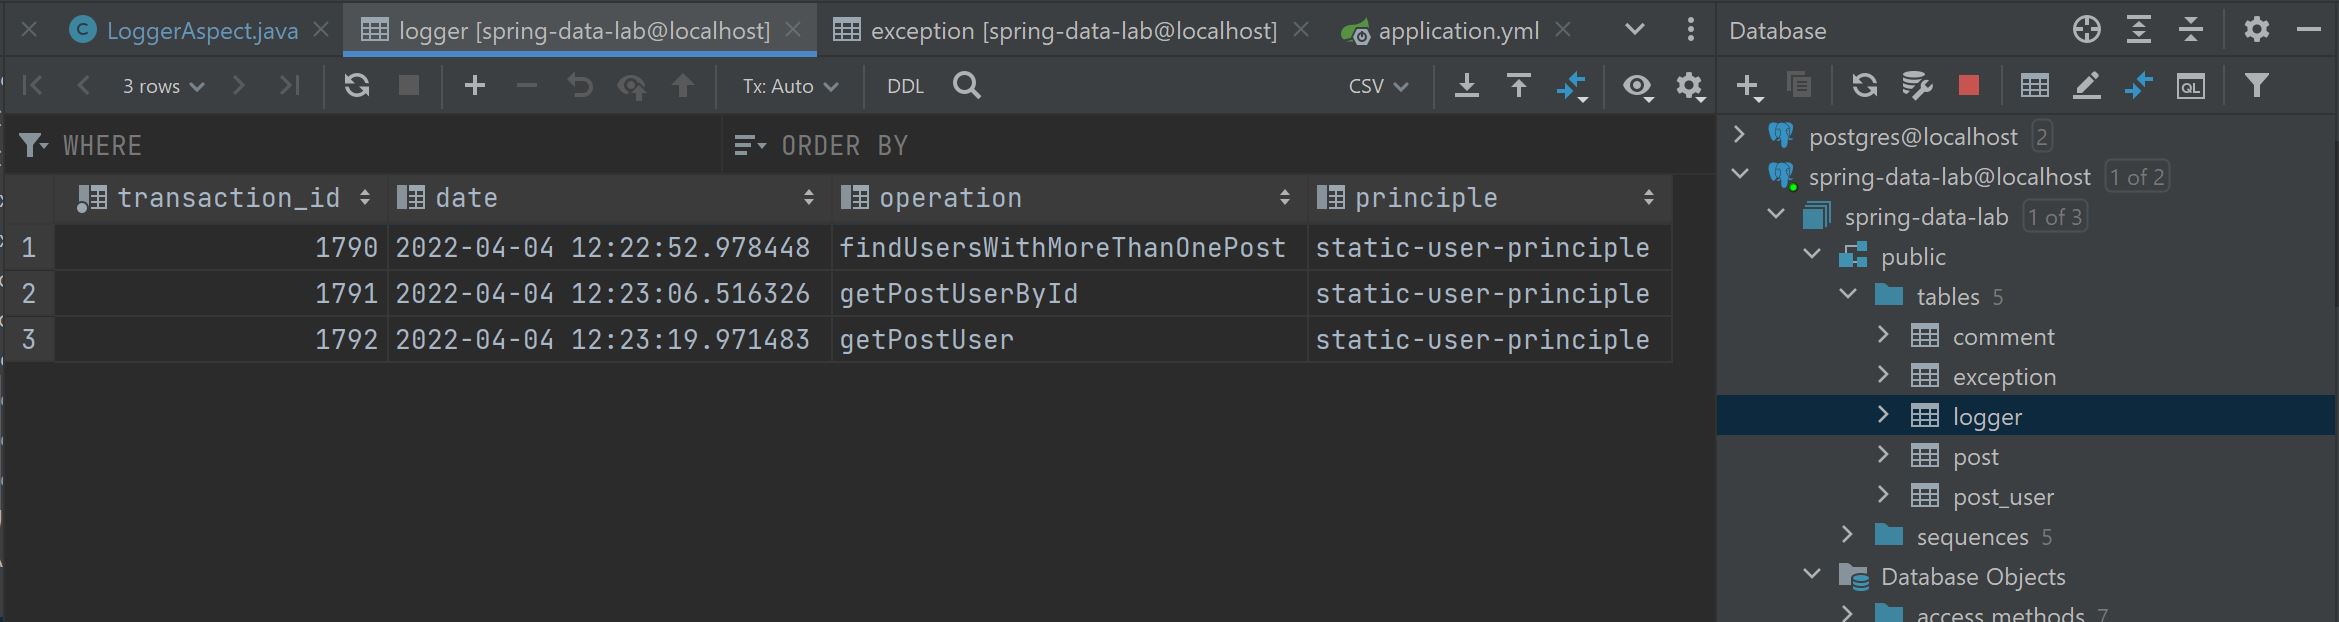 LoggerAspect.java logger [spring-data-lab@localhost] exception [spring-data-lab@localhost] application.yml Database
3 rows Tx: Auto DDL CSV
WHERE ORDER BY
transaction_id date operation principle
1 1790 2022-04-04 12:22:52.978448 findUsersWithMoreThanOnePost static-user-principle
2 1791 2022-04-04 12:23:06.516326 getPostUserById static-user-principle
3 1792 2022-04-04 12:23:19.971483 getPostUser static-user-principle
postgres@localhost 2
spring-data-lab@localhost 1 of 2
spring-data-lab 1 of 3
public
tables 5
comment
exception
logger
post
post_user
sequences 5
Database Objects
access methods 7